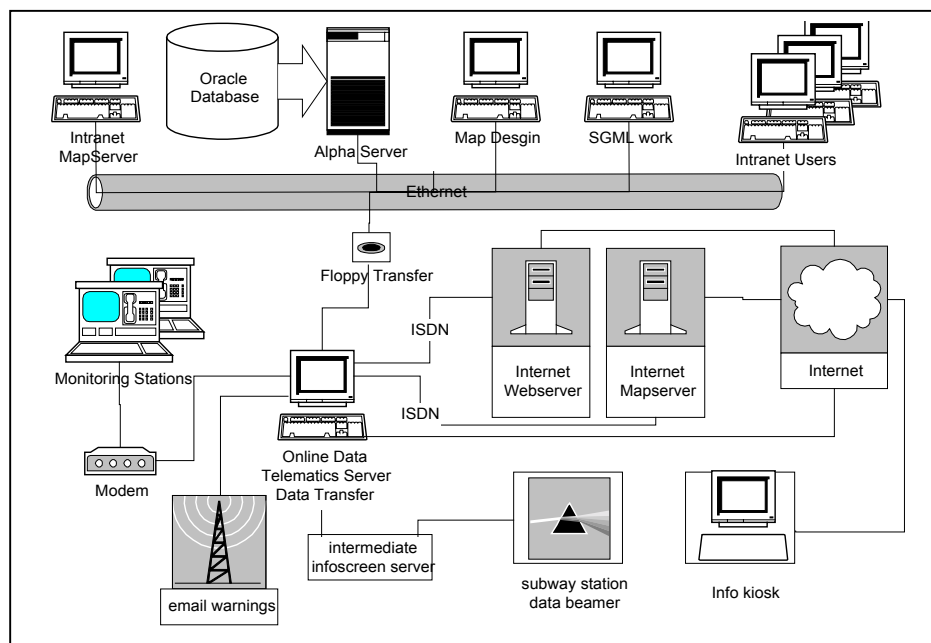 Oracle
Database
Intranet
MapServer
Alpha Server
Map Desgin
SGML work
Intranet Users
Ethernet
Floppy Transfer
ISDN
Monitoring Stations
Internet
Webserver
Internet
Mapserver
Internet
ISDN
Modem
Online Data
Telematics Server
Data Transfer
intermediate
infoscreen server
email warnings
subway station
data beamer
Info kiosk